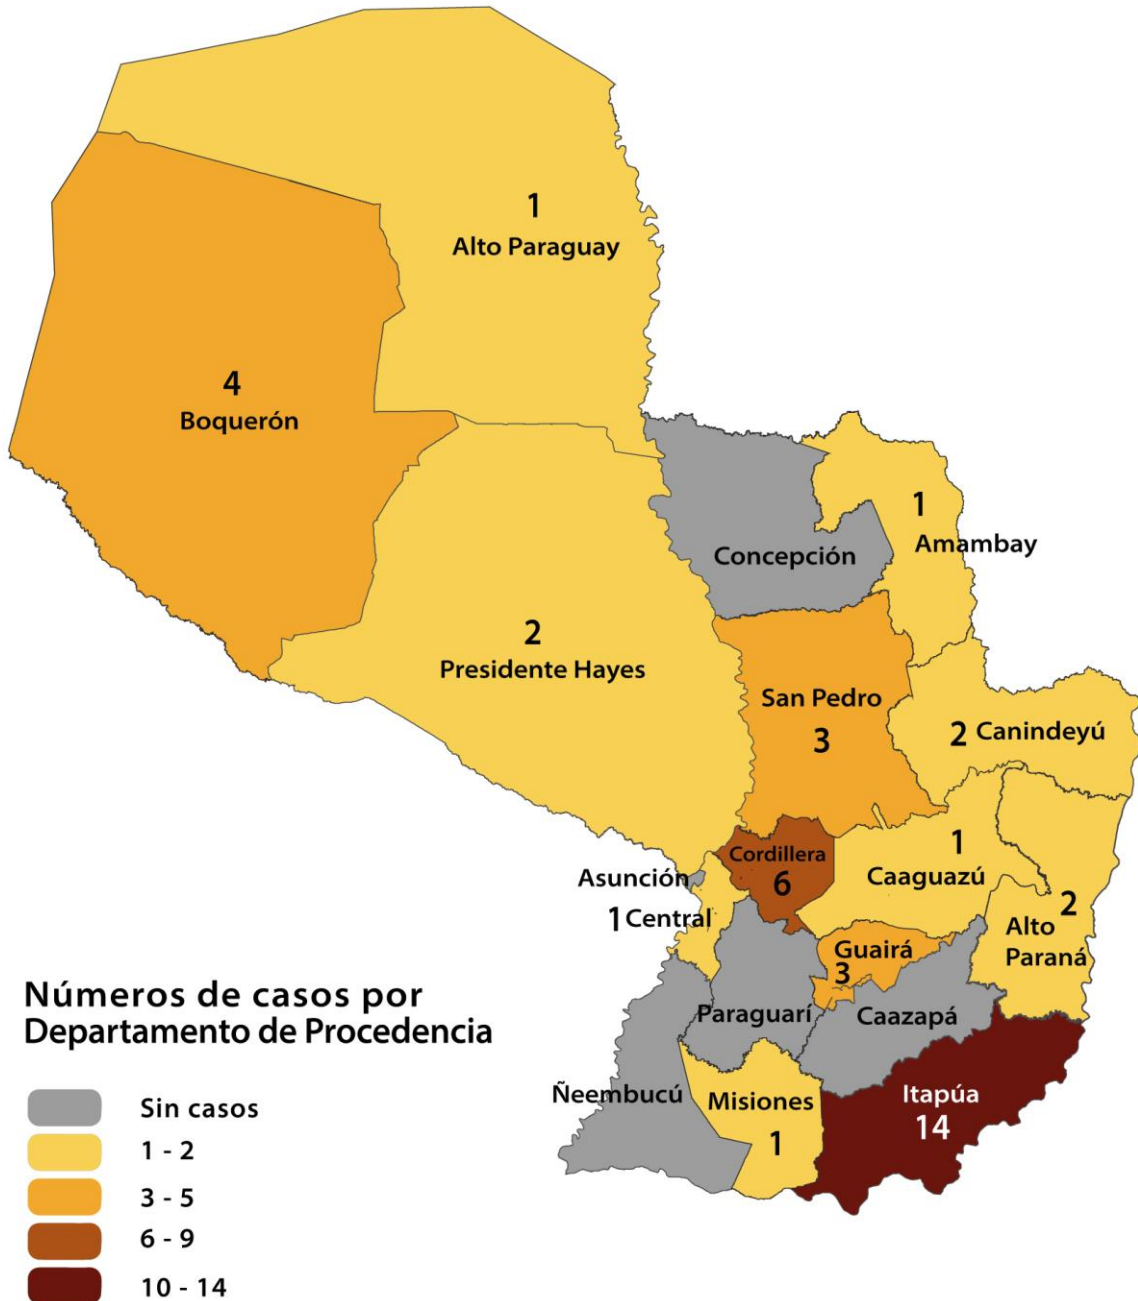 1
Alto Paraguay
4
Boquerón
1
Amambay
Concepción
2
Presidente Hayes
San Pedro
3
2 Canindeyú
1
Caaguazú
Cordillera
6
Asunción
1 Central
2
Alto
Paraná
Guairá
3
Paraguarí
Caazapá
Ñeembucú
Misiones
1
Itapúa
14
Números de casos por
Departamento de Procedencia
Sin casos
1 - 2
3 - 5
6 - 9
10 - 14